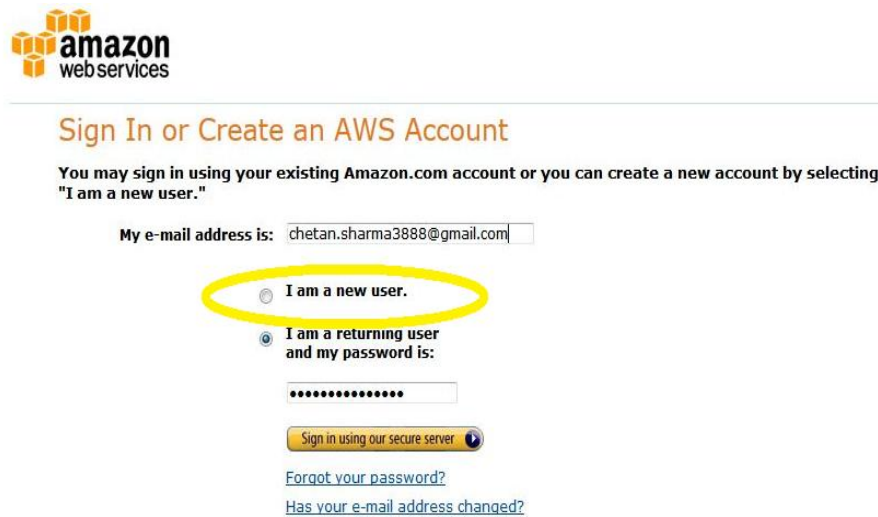 amazon
web services
Sign In or Create an AWS Account
You may sign in using your existing Amazon.com account or you can create a new account by selecting
"I am a new user."
My e-mail address is: chetan.sharma3888@gmail.com
I am a new user.
I am a returning user
and my password is:
•••••••••••••••
Sign in using our secure server
Forgot your password?
Has your e-mail address changed?